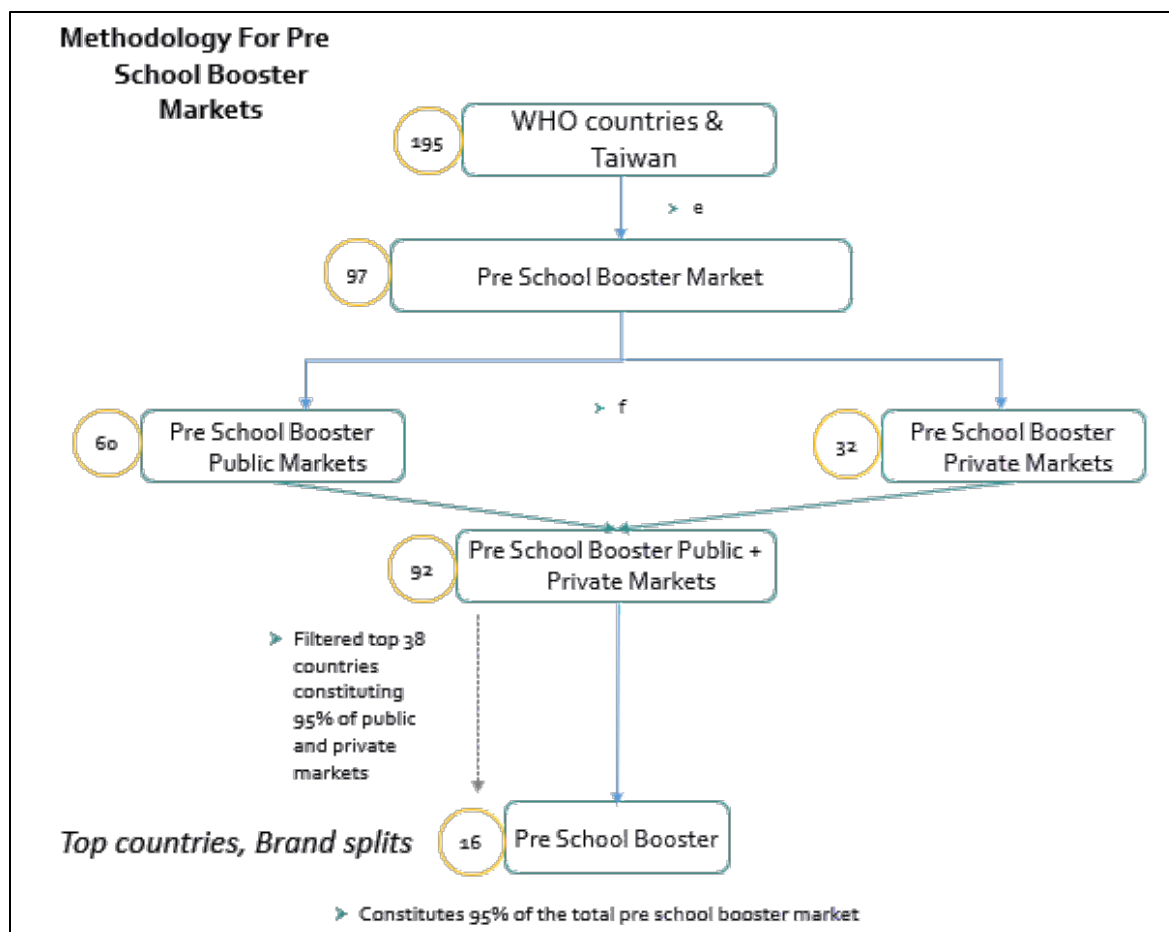 Methodology For Pre
School Booster
Markets
195
WHO countries &
Taiwan
➤ e
97
Pre School Booster Market
➤ f
60
Pre School Booster
Public Markets
32
Pre School Booster
Private Markets
92
Pre School Booster Public +
Private Markets
➤ Filtered top 38
countries
constituting
95% of public
and private
markets
Top countries, Brand splits
16
Pre School Booster
➤ Constitutes 95% of the total pre school booster market